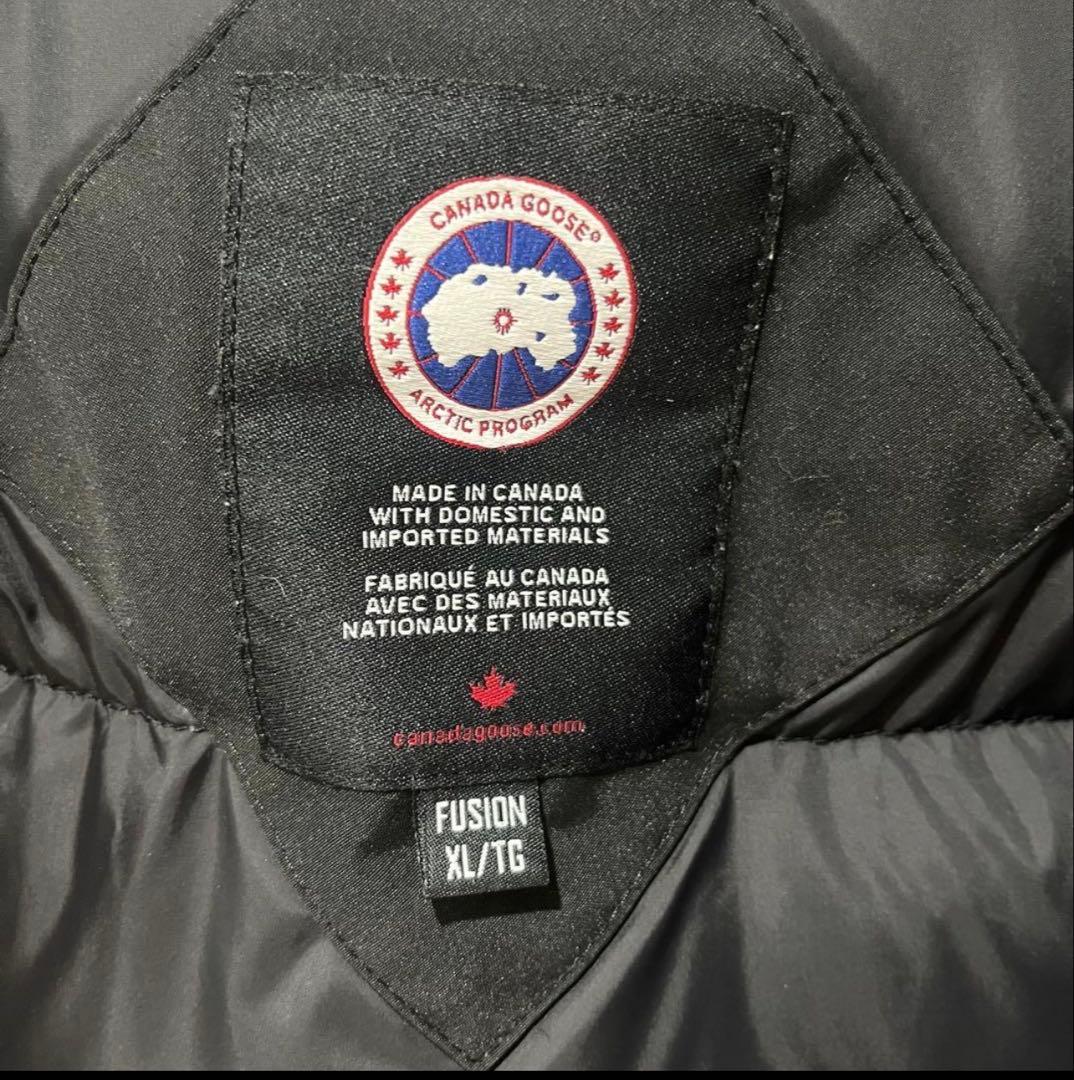 CANADA GOOSE®
ARCTIC PROGRAM
MADE IN CANADA
WITH DOMESTIC AND
IMPORTED MATERIALS
FABRIQUÉ AU CANADA
AVEC DES MATERIAUX
NATIONAUX ET IMPORTÉS
canadagoose.com
FUSION
XL/TG